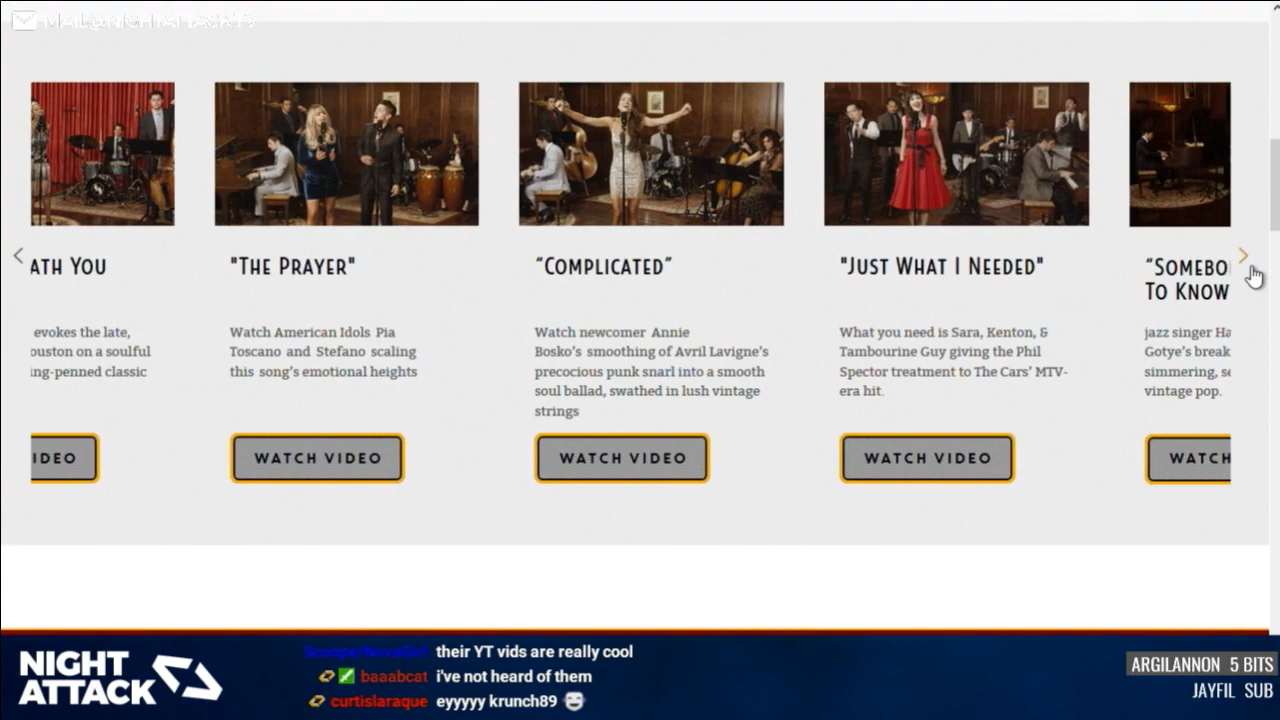 MAIL@NIGHTATTACK.TV
ATH YOU
"THE PRAYER"
“COMPLICATED”
"JUST WHAT I NEEDED"
“SOMEBO
TO KNOW
evokes the late,
ouston on a soulful
ing-penned classic
Watch American Idols Pia
Toscano and Stefano scaling
this song’s emotional heights
Watch newcomer Annie
Bosko’s smoothing of Avril Lavigne’s
precocious punk snarl into a smooth
soul ballad, swathed in lush vintage
strings
What you need is Sara, Kenton, &
Tambourine Guy giving the Phil
Spector treatment to The Cars’ MTV-
era hit.
jazz singer Ha
Gotye’s break
simmering, se
vintage pop.
IDEO
WATCH VIDEO
WATCH VIDEO
WATCH VIDEO
WATCH
NIGHT
ATTACK
ScooperNovaGirl their YT vids are really cool
baaabcat i've not heard of them
curtislaraque eyyyyy krunch89
ARGILANNON 5 BITS
JAYFIL SUB